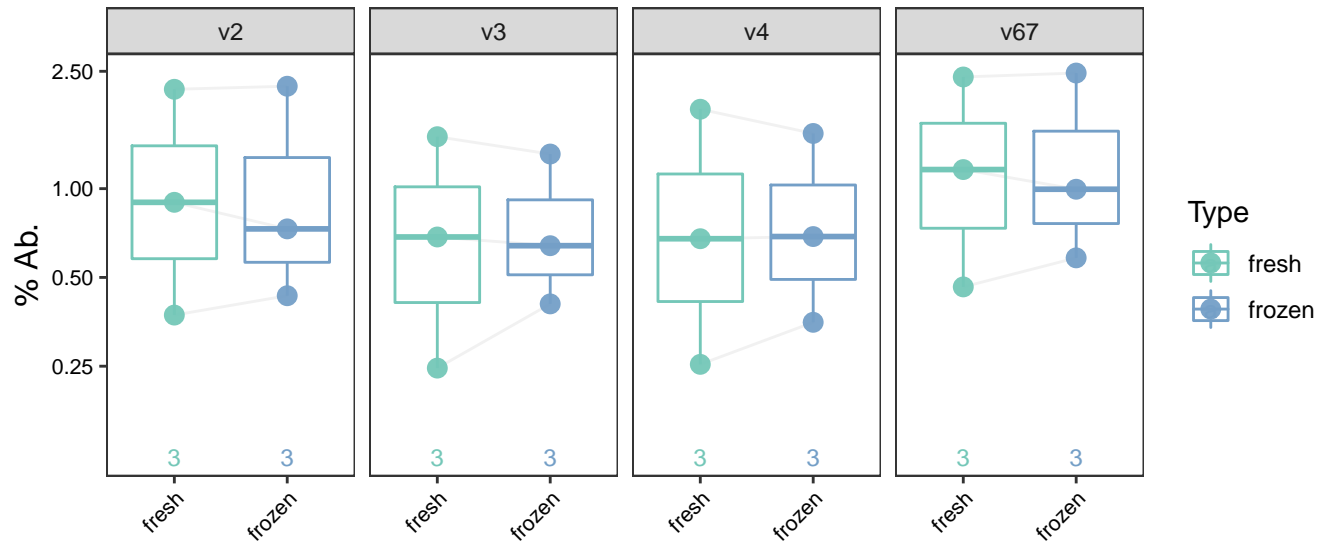 v2 v3 v4 v67
% Ab.
2.50
1.00
0.50
0.25
3 3 3 3 3 3 3 3
fresh frozen fresh frozen fresh frozen fresh frozen
Type
fresh
frozen